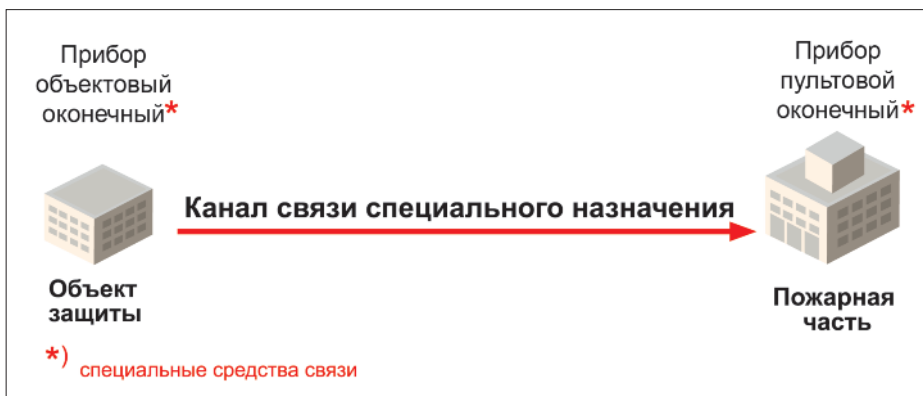 Прибор
объектовый
оконечный*
Прибор
пультовой
оконечный*
Канал связи специального назначения
Объект
защиты
Пожарная
часть
*) специальные средства связи